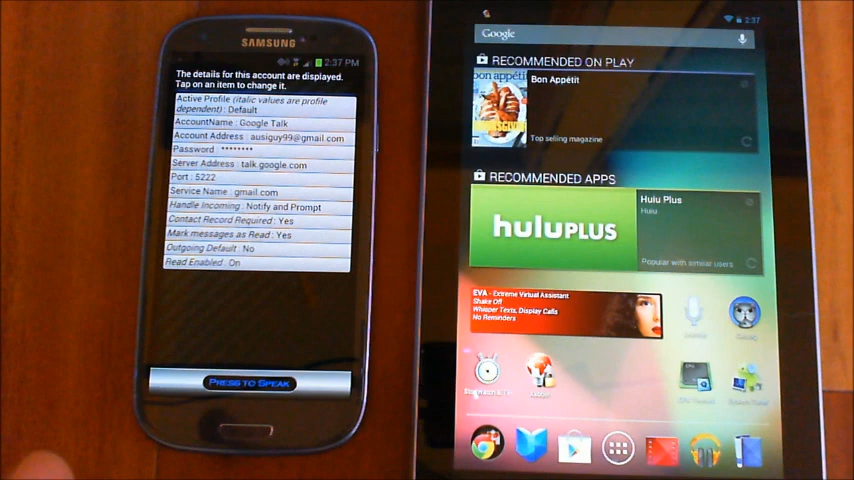 SAMSUNG
2:37 PM
The details for this account are displayed.
Tap on an item to change it.
Active Profile (italic values are profile
dependent) : Default
AccountName : Google Talk
Account Address : ausiguy99@gmail.com
Password : ********
Server Address : talk.google.com
Port : 5222
Service Name : gmail.com
Handle Incoming : Notify and Prompt
Contact Record Required : Yes
Mark messages as Read : Yes
Outgoing Default : No
Read Enabled : On
PRESS TO SPEAK
2:37
Google
RECOMMENDED ON PLAY
bon appétit
Bon Appétit
Top selling magazine
RECOMMENDED APPS
huluPLUS
Hulu Plus
Hulu
Popular with similar users
EVA - Extreme Virtual Assistant
Shake Off
Whisper Texts, Display Calls
No Reminders